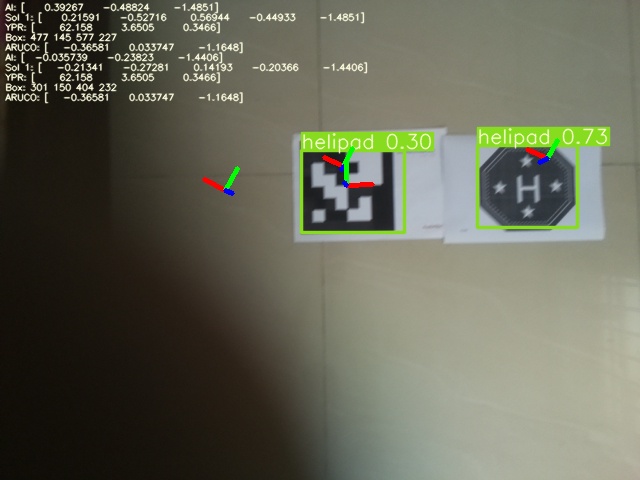 AI: [ 0.39267 -0.48824 -1.4851]
Sol 1: [ 0.21591 -0.52716 0.56944 -0.44933 -1.4851]
YPR: [ 62.158 3.6505 0.3466]
Box: 477 145 577 227
ARUCO: [ -0.36581 0.033747 -1.1648]
AI: [ -0.035739 -0.23823 -1.4406]
Sol 1: [ -0.21341 -0.27281 0.14193 -0.20366 -1.4406]
YPR: [ 62.158 3.6505 0.3466]
Box: 301 150 404 232
ARUCO: [ -0.36581 0.033747 -1.1648]
helipad 0.30
helipad 0.73
H